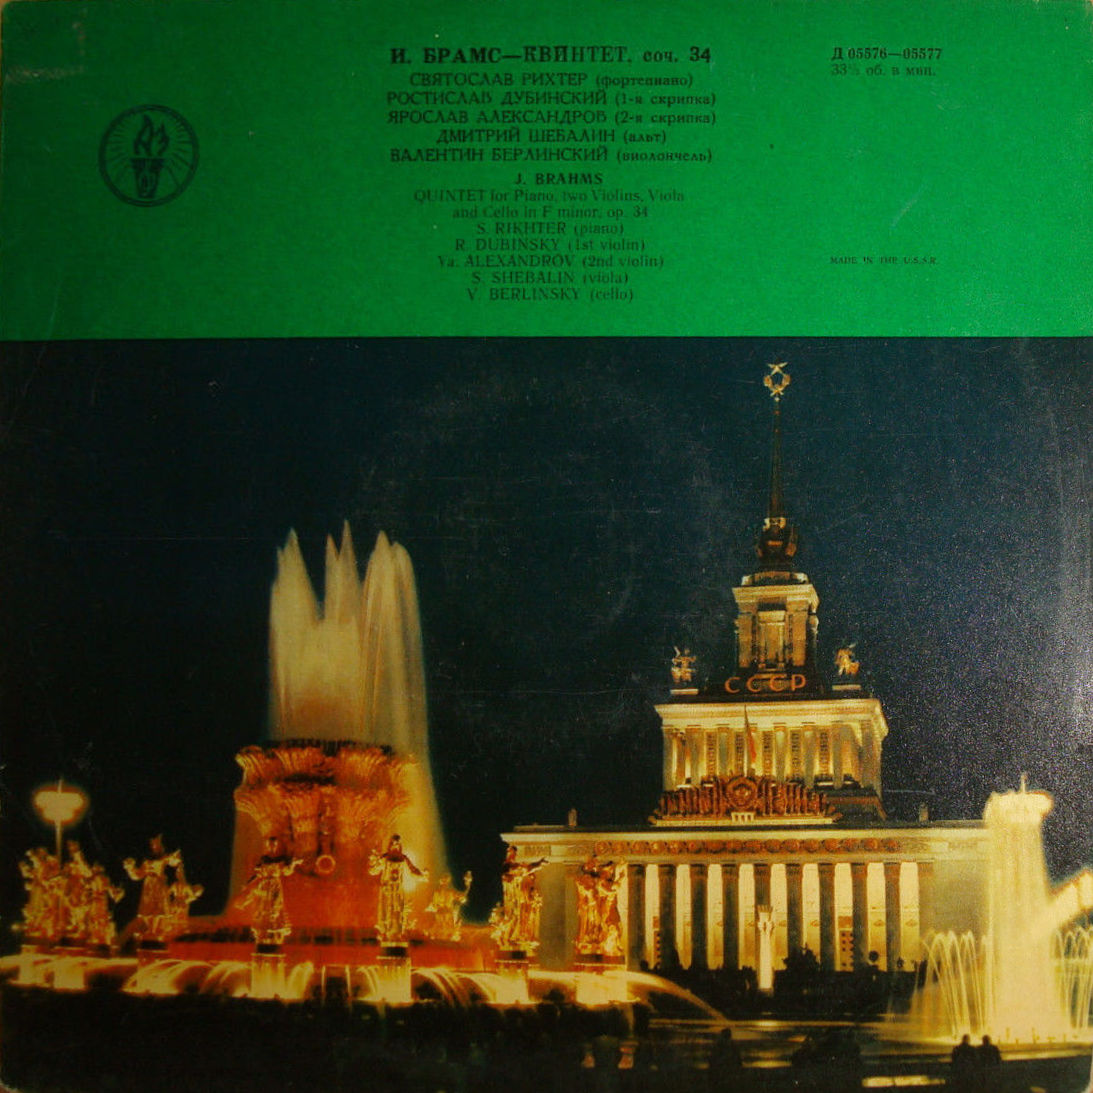 И. БРАМС—КВИНТЕТ, соч. 34
СВЯТОСЛАВ РИХТЕР (фортепиано)
РОСТИСЛАВ ДУБИНСКИЙ (1-я скрипка)
ЯРОСЛАВ АЛЕКСАНДРОВ (2-я скрипка)
ДМИТРИЙ ШЕБАЛИН (альт)
ВАЛЕНТИН БЕРЛИНСКИЙ (виолончель)
J. BRAHMS
QUINTET for Piano, two Violins, Viola
and Cello in F minor, op. 34
S. RIKHTER (piano)
R. DUBINSKY (1st violin)
Ya. ALEXANDROV (2nd violin)
S. SHEBALIN (viola)
V. BERLINSKY (cello)
Д 05576—05577
33⅓ об. в мин.
MADE IN THE U.S.S.R.
СССР